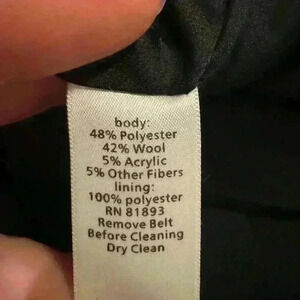 body:
48% Polyester
42% Wool
5% Acrylic
5% Other Fibers
lining:
100% polyester
RN 81893
Remove Belt
Before Cleaning
Dry Clean